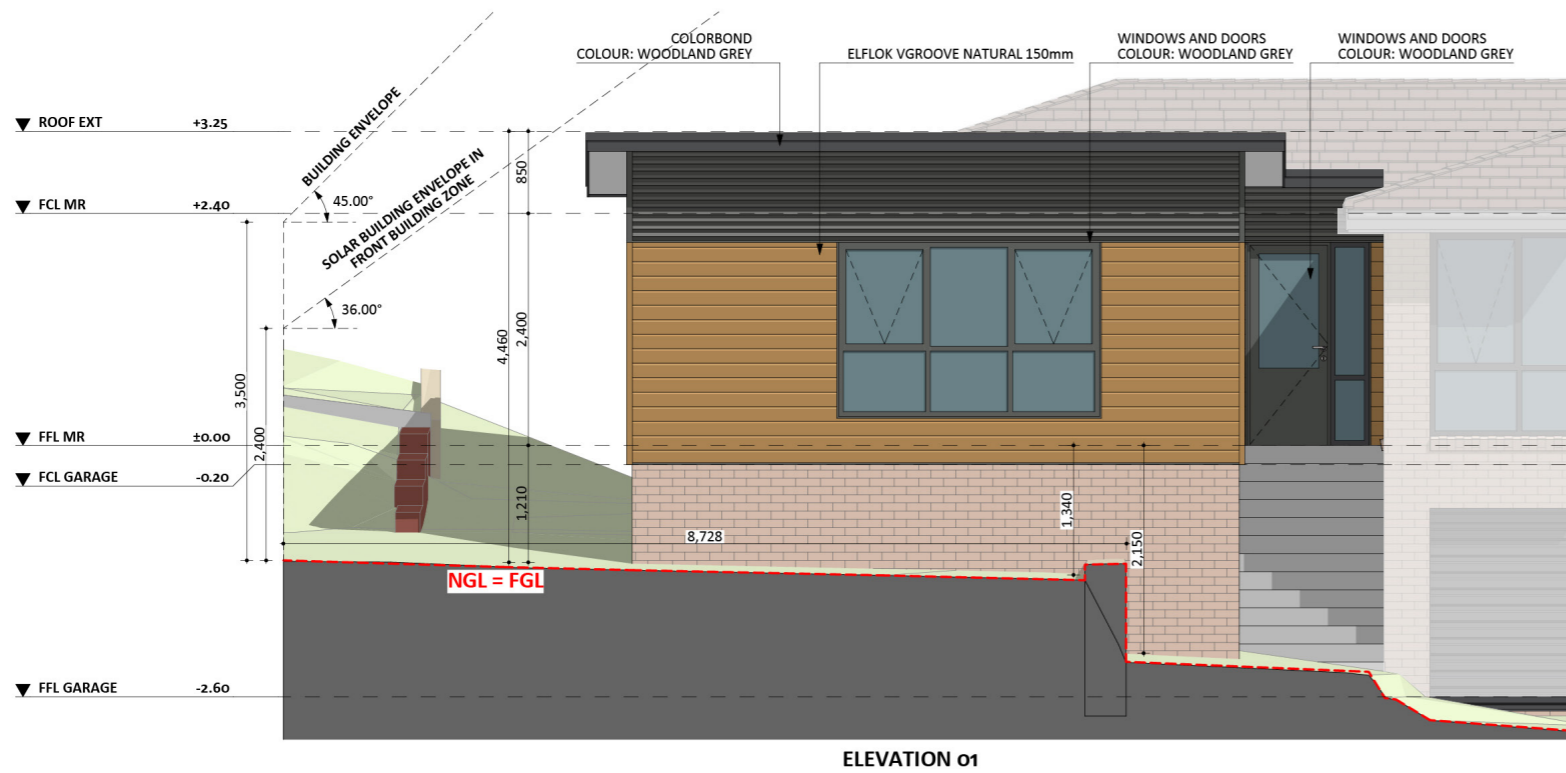 COLORBOND
COLOUR: WOODLAND GREY
ELFLOK VGROOVE NATURAL 150mm
WINDOWS AND DOORS
COLOUR: WOODLAND GREY
WINDOWS AND DOORS
COLOUR: WOODLAND GREY
ROOF EXT +3.25
BUILDING ENVELOPE
45.00°
850
FCL MR +2.40
SOLAR BUILDING ENVELOPE IN
FRONT BUILDING ZONE
36.00°
4,460
2,400
3,500
2,400
FFL MR ±0.00
FCL GARAGE -0.20
1,210
8,728
1,340
2,150
NGL = FGL
FFL GARAGE -2.60
ELEVATION 01